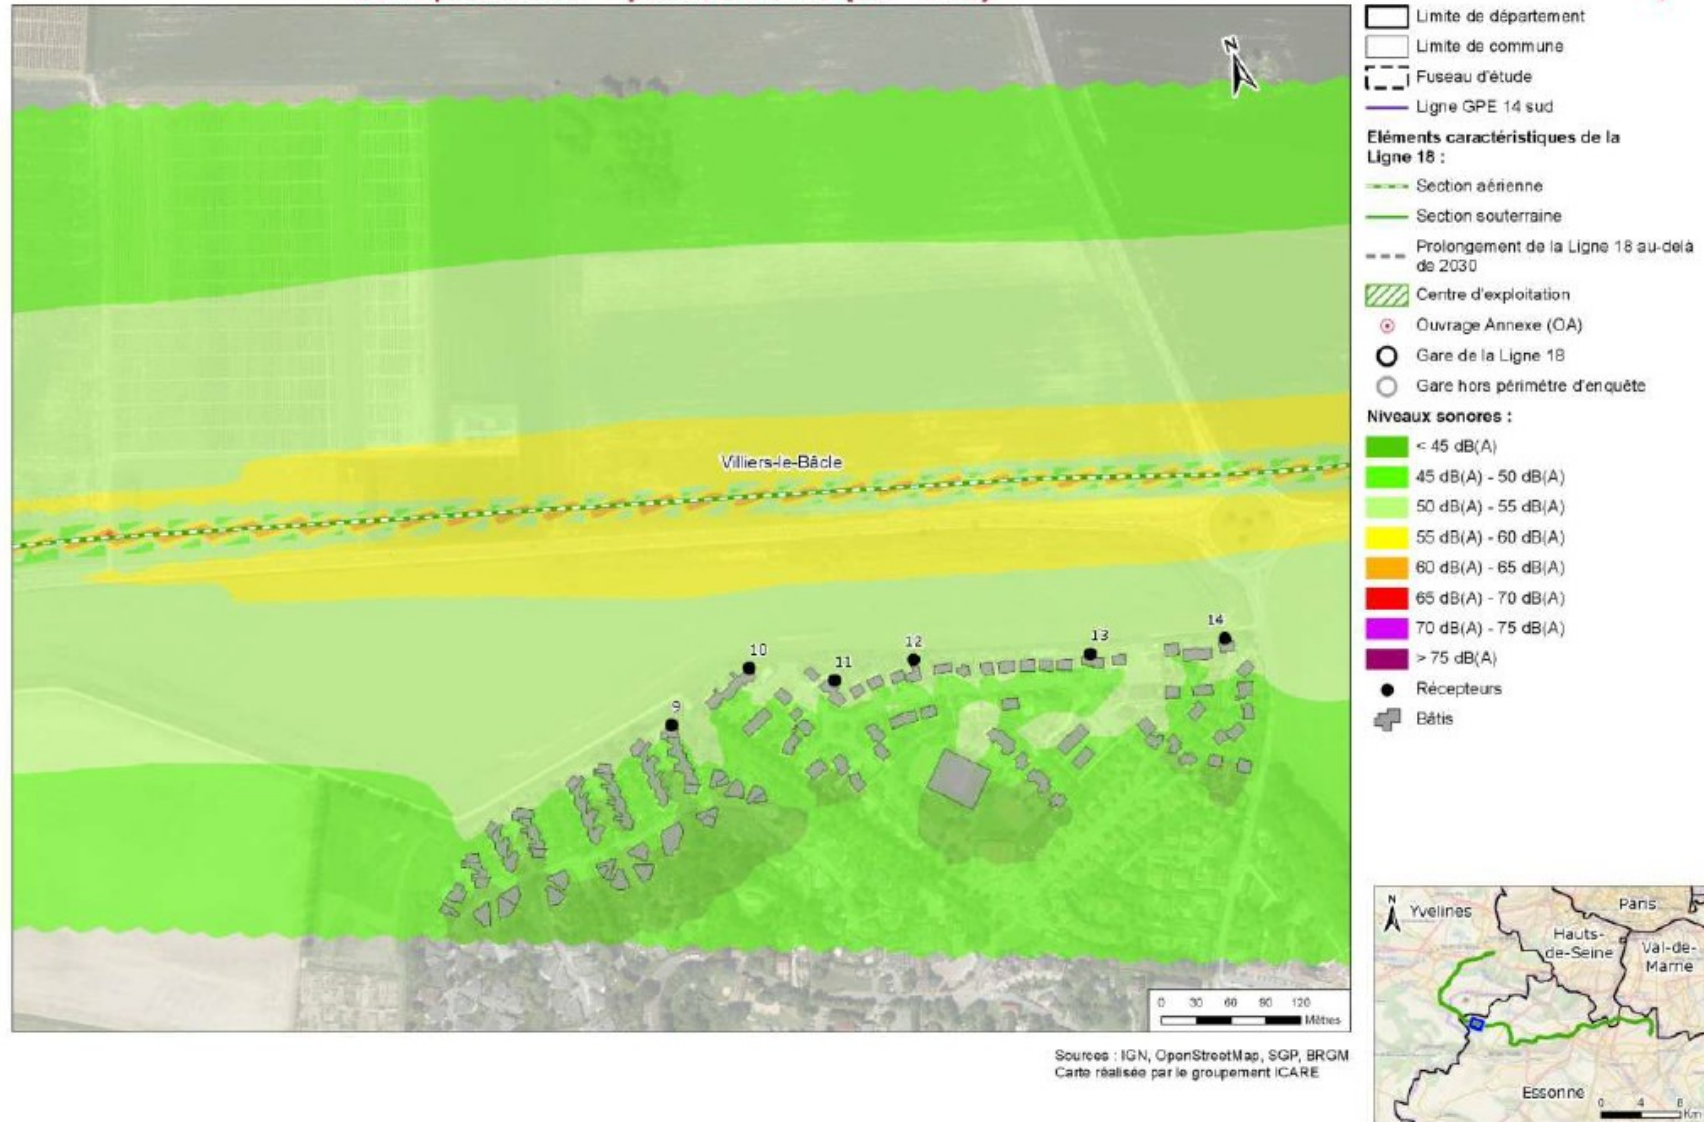 Limite de département
Limite de commune
Fuseau d'étude
Ligne GPE 14 sud
Eléments caractéristiques de la
Ligne 18 :
Section aérienne
Section souterraine
Prolongement de la Ligne 18 au-delà
de 2030
Centre d'exploitation
Ouvrage Annexe (OA)
Gare de la Ligne 18
Gare hors périmètre d'enquête
Niveaux sonores :
< 45 dB(A)
45 dB(A) - 50 dB(A)
50 dB(A) - 55 dB(A)
55 dB(A) - 60 dB(A)
60 dB(A) - 65 dB(A)
65 dB(A) - 70 dB(A)
70 dB(A) - 75 dB(A)
> 75 dB(A)
Récepteurs
Bâtis
N
Villiers-le-Bâcle
14
13
12
10
11
9
0 30 60 90 120
Mètres
Sources : IGN, OpenStreetMap, SGP, BRGM
Carte réalisée par le groupement ICARE
N
Yvelines
Paris
Hauts-
de-Seine
Val-de-
Marne
Essonne
0 4 8
Km